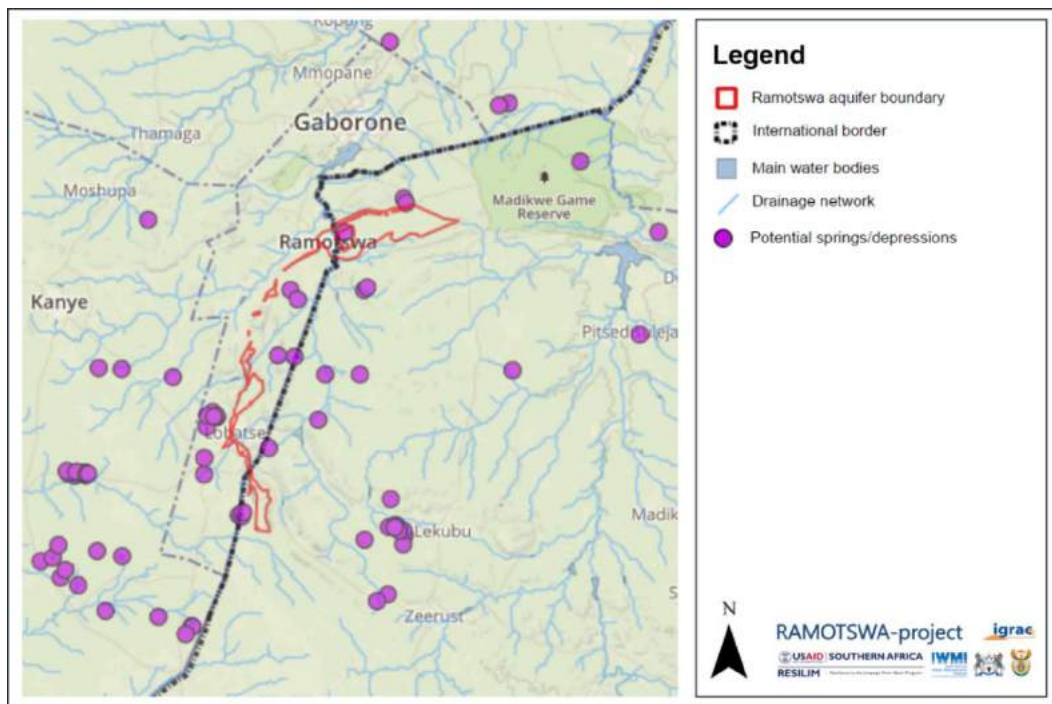 Kopong
Mmopane
Gaborone
Thamaga
Moshupa
Madikwe Game
Reserve
Ramotswa
Kanye
Lobatse
Lekubu
Madik
Zeerust
Legend
Ramotswa aquifer boundary
International border
Main water bodies
Drainage network
Potential springs/depressions
N
RAMOTSWA-project
igrac
USAID
SOUTHERN AFRICA
RESILIM
IWMI